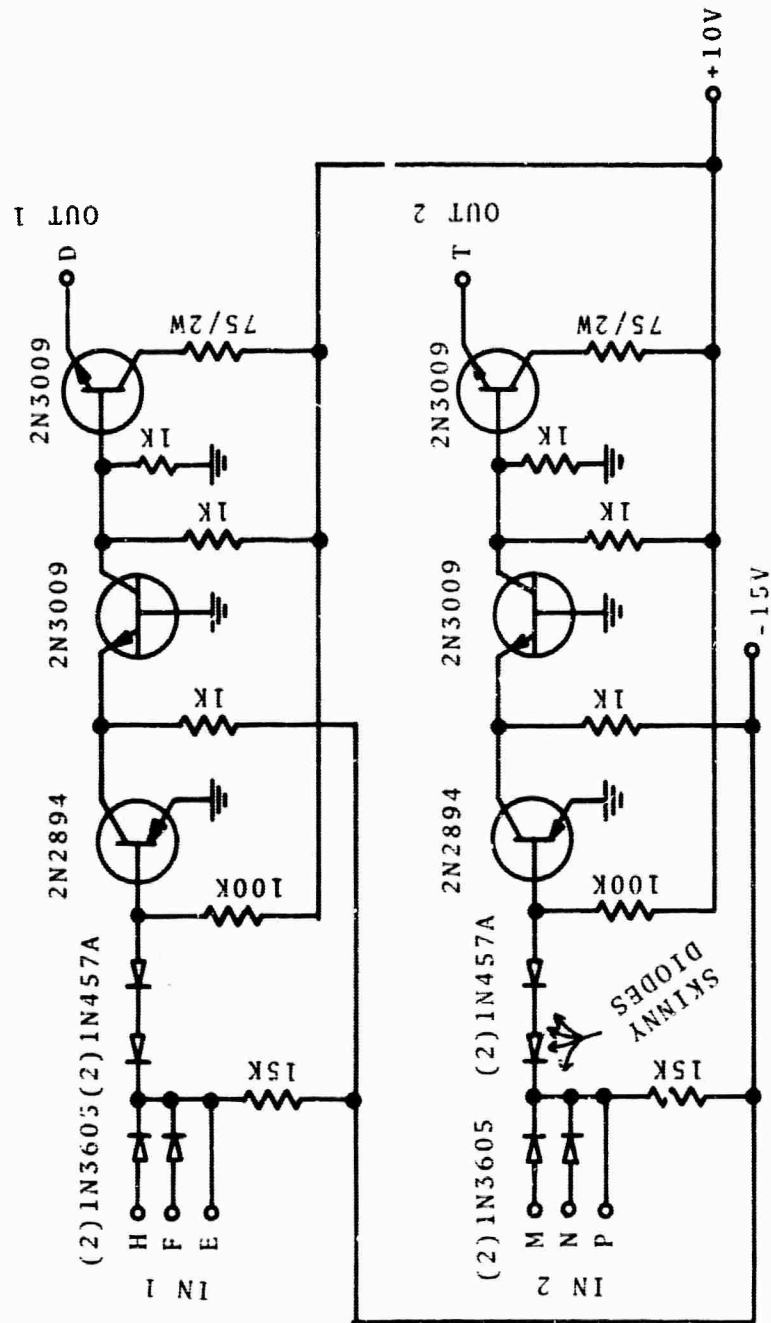 OUT 1
D
2N3009
75/2W
1K
1K
2N3009
1K
2N2894
100K
(2)1N3605
(2)1N457A
15K
H
F
E
IN 1
+10V
OUT 2
T
2N3009
75/2W
1K
1K
2N3009
1K
-15V
2N2894
100K
(2)1N457A
SKINNY
DIODES
(2)1N3605
15K
M
N
P
IN 2